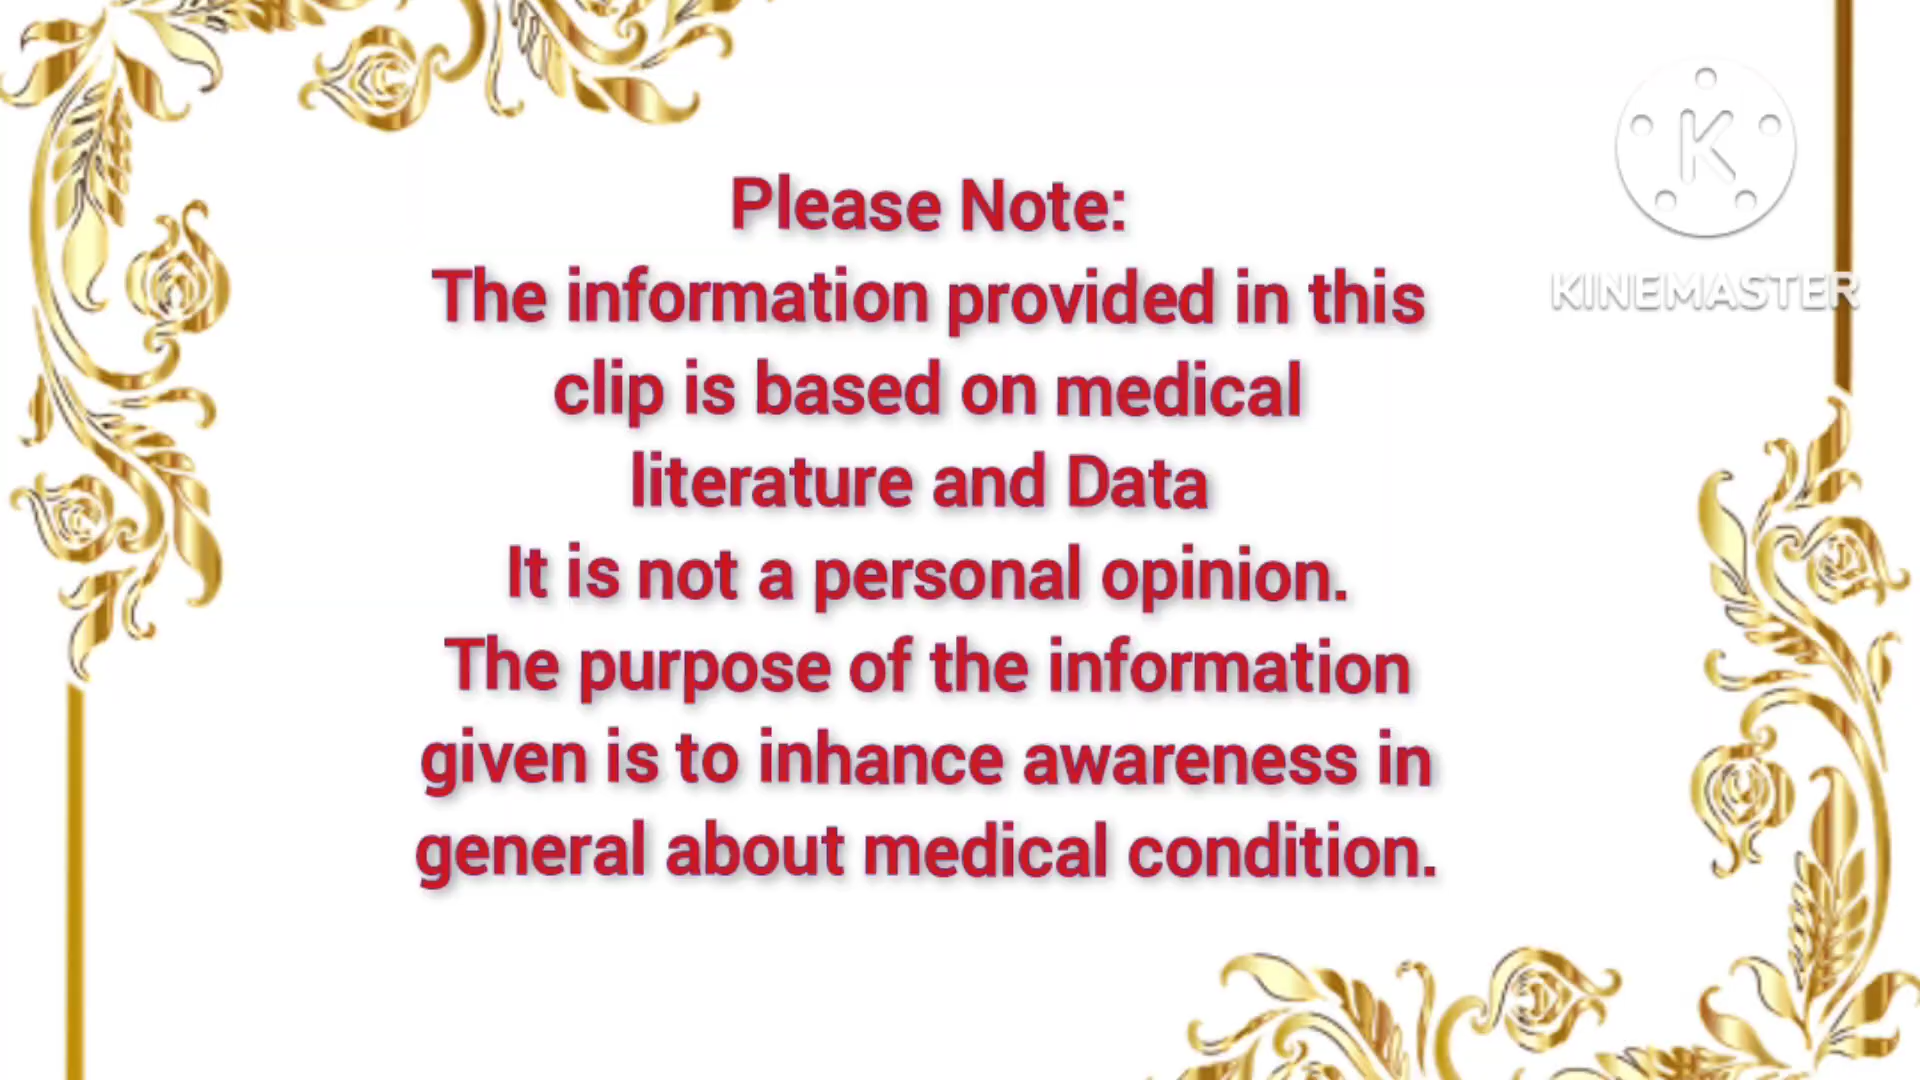 Please Note:
The information provided in this
clip is based on medical
literature and Data
It is not a personal opinion.
The purpose of the information
given is to inhance awareness in
general about medical condition.
K
KINEMASTER